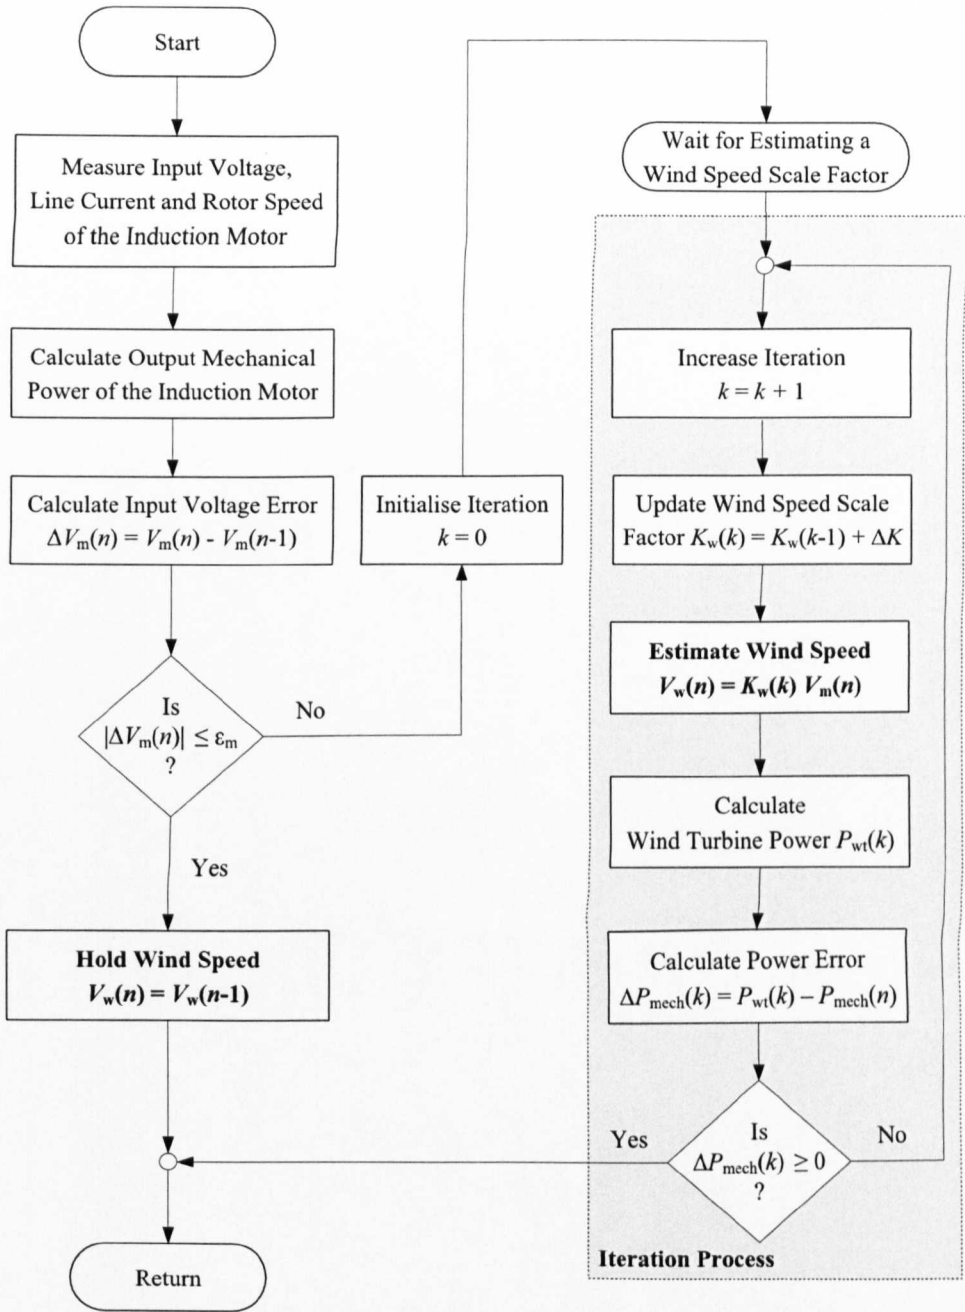 Start
Measure Input Voltage,
Line Current and Rotor Speed
of the Induction Motor
Calculate Output Mechanical
Power of the Induction Motor
Calculate Input Voltage Error
ΔVm(n) = Vm(n) - Vm(n-1)
Is
|ΔVm(n)| ≤ εm
?
No
Yes
Initialise Iteration
k = 0
Hold Wind Speed
Vw(n) = Vw(n-1)
Return
Wait for Estimating a
Wind Speed Scale Factor
Increase Iteration
k = k + 1
Update Wind Speed Scale
Factor Kw(k) = Kw(k-1) + ΔK
Estimate Wind Speed
Vw(n) = Kw(k) Vm(n)
Calculate
Wind Turbine Power Pwt(k)
Calculate Power Error
ΔPmech(k) = Pwt(k) – Pmech(n)
Is
ΔPmech(k) ≥ 0
?
Yes
No
Iteration Process